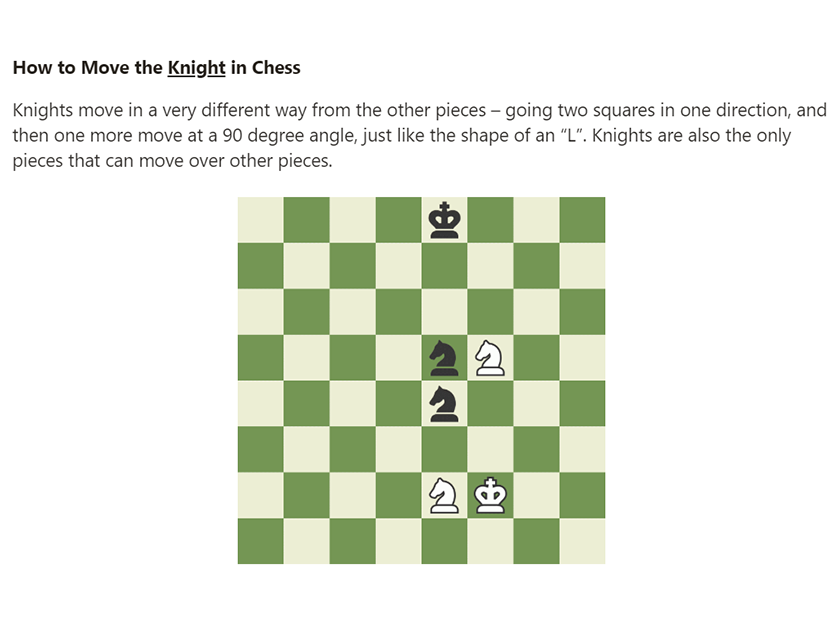 How to Move the Knight in Chess
Knights move in a very different way from the other pieces – going two squares in one direction, and
then one more move at a 90 degree angle, just like the shape of an “L”. Knights are also the only
pieces that can move over other pieces.